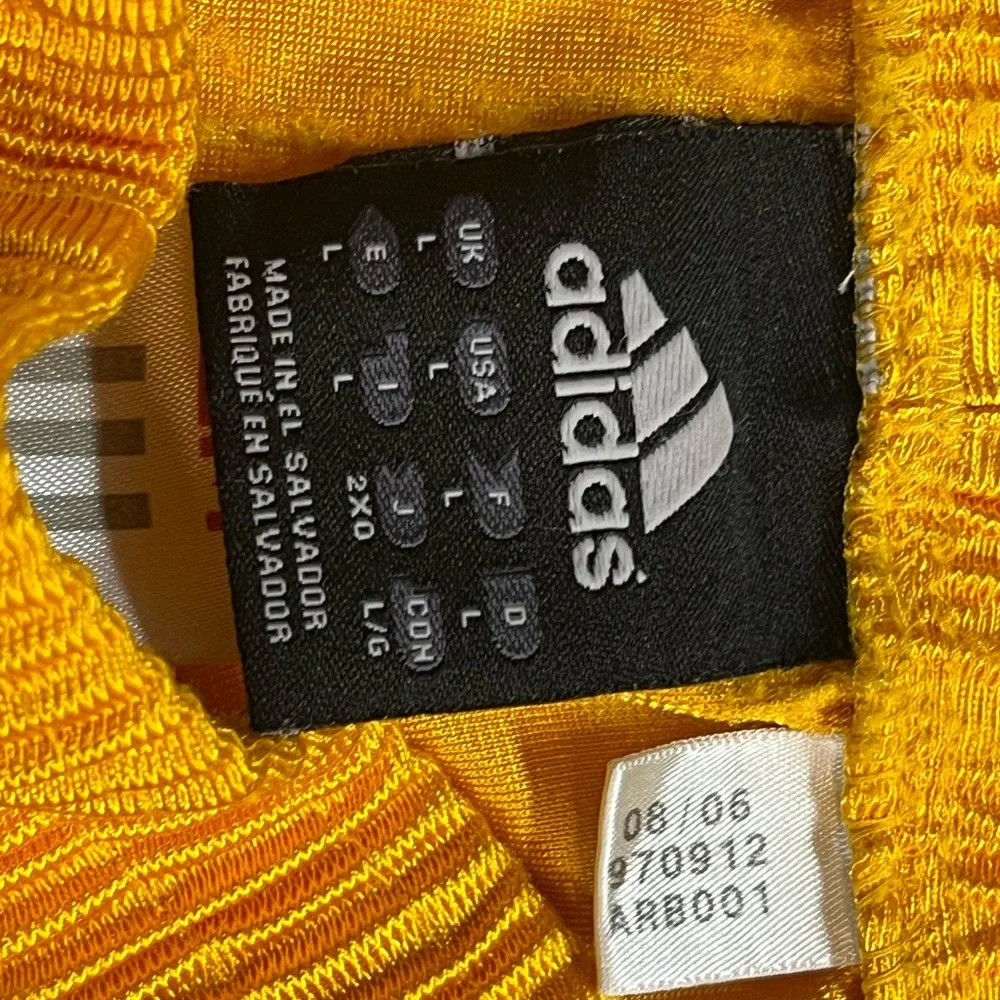 adidas
UK USA F D
L L L L
E I J CDN
L L 2XO L/G
MADE IN EL SALVADOR
FABRIQUÉ EN SALVADOR
08/06
970912
ARB001